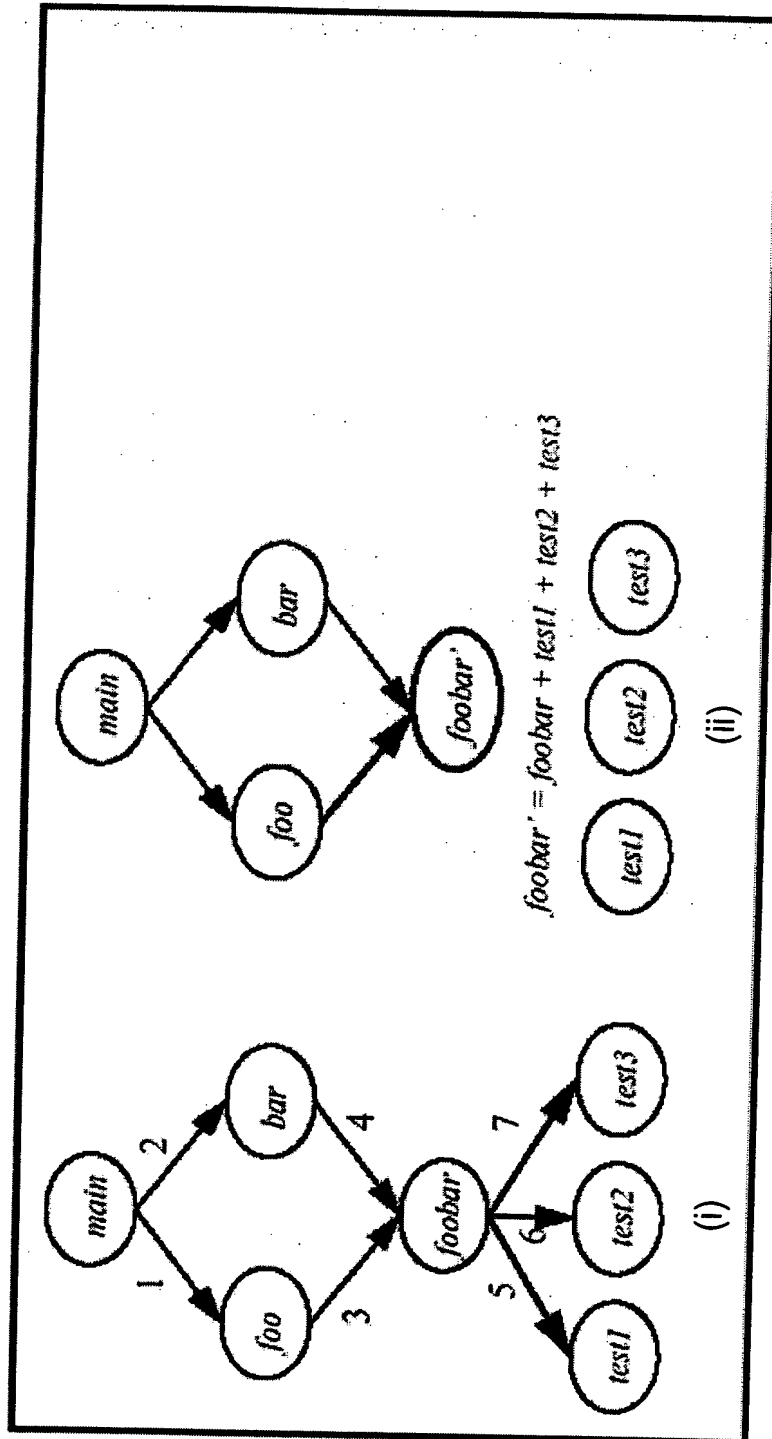 main
1
2
foo
bar
3
4
foobar
5
6
7
test1
test2
test3
(i)
main
foo
bar
foobar'
foobar' = foobar + test1 + test2 + test3
test1
test2
test3
(ii)